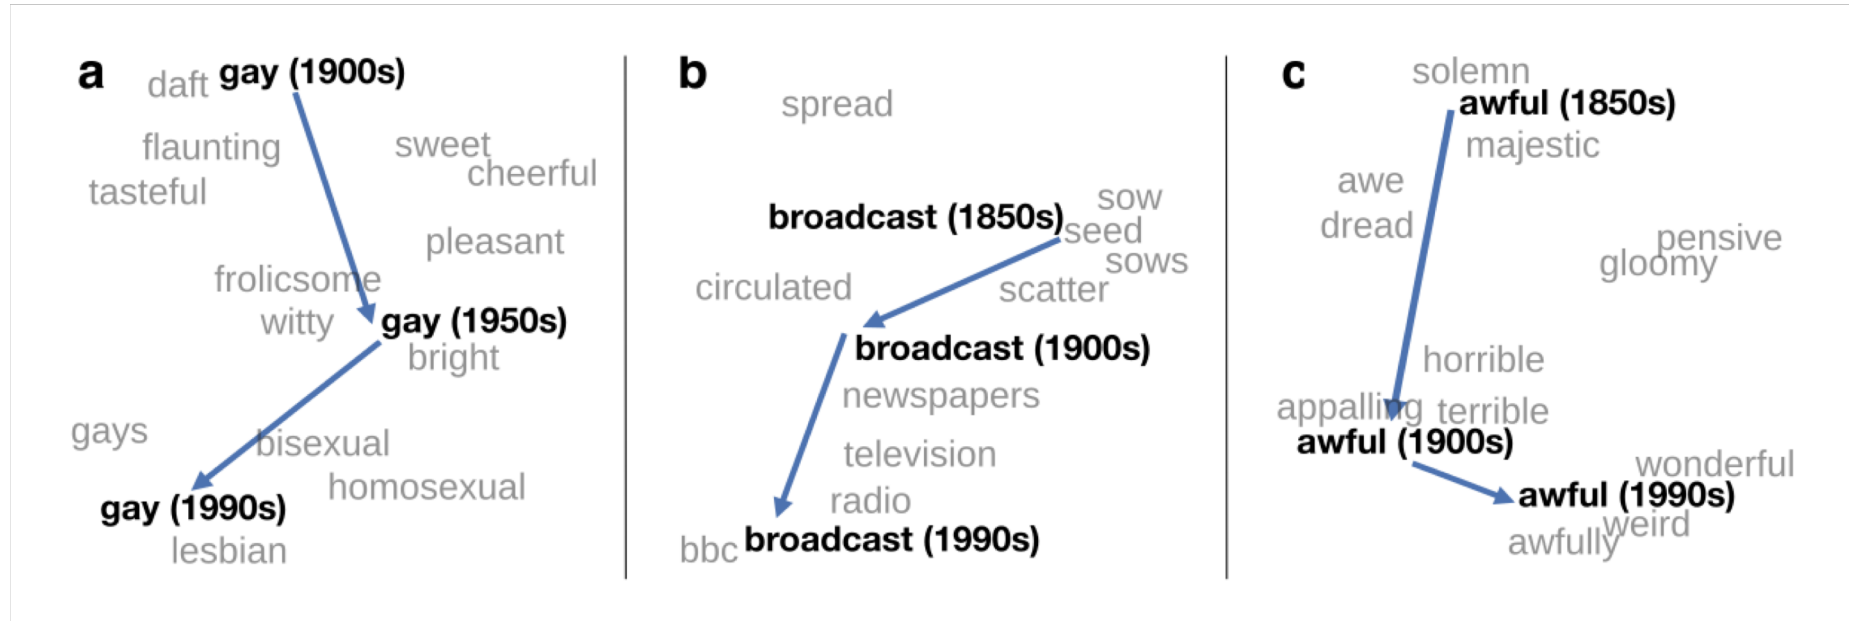 a
daft gay (1900s)
flaunting
sweet
cheerful
tasteful
pleasant
frolicsome
witty
gay (1950s)
bright
gays
bisexual
homosexual
gay (1990s)
lesbian
b
spread
sow
broadcast (1850s)
seed
sows
circulated
scatter
broadcast (1900s)
newspapers
television
radio
bbc broadcast (1990s)
c
solemn
awful (1850s)
majestic
awe
dread
pensive
gloomy
horrible
appalling terrible
awful (1900s)
wonderful
awful (1990s)
weird
awfully